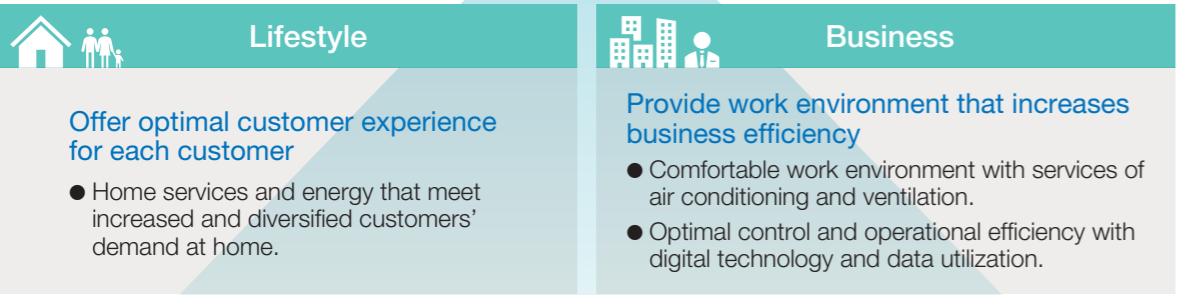 Lifestyle
Offer optimal customer experience
for each customer
● Home services and energy that meet
increased and diversified customers’
demand at home.
Business
Provide work environment that increases
business efficiency
● Comfortable work environment with services of
air conditioning and ventilation.
● Optimal control and operational efficiency with
digital technology and data utilization.